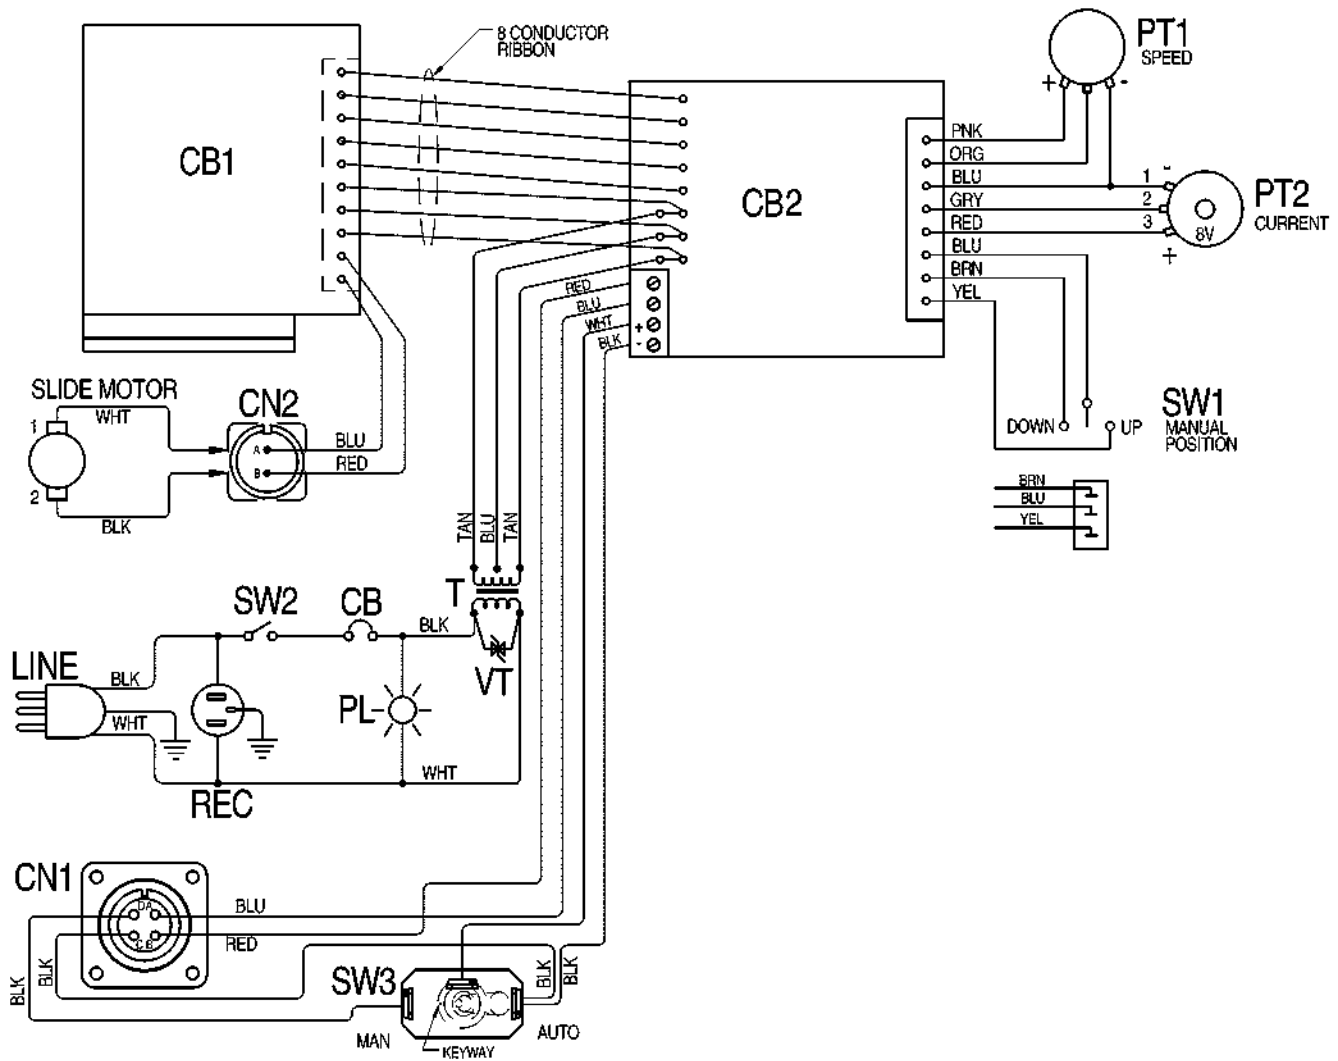 8 CONDUCTOR
RIBBON
PT1
SPEED
+
-
CB1
CB2
PNK
ORG
BLU
GRY
RED
BLU
BRN
YEL
1
-
2
3
+
8V
PT2
CURRENT
RED
BLU
WHT
BLK
+
-
SLIDE MOTOR
WHT
1
2
BLK
CN2
A
B
BLU
RED
DOWN
UP
SW1
MANUAL
POSITION
BRN
BLU
YEL
TAN
BLU
TAN
T
SW2
CB
BLK
VT
LINE
BLK
WHT
PL
WHT
REC
CN1
D A
C B
BLU
RED
BLK
BLK
SW3
BLK
BLK
MAN
AUTO
KEYWAY